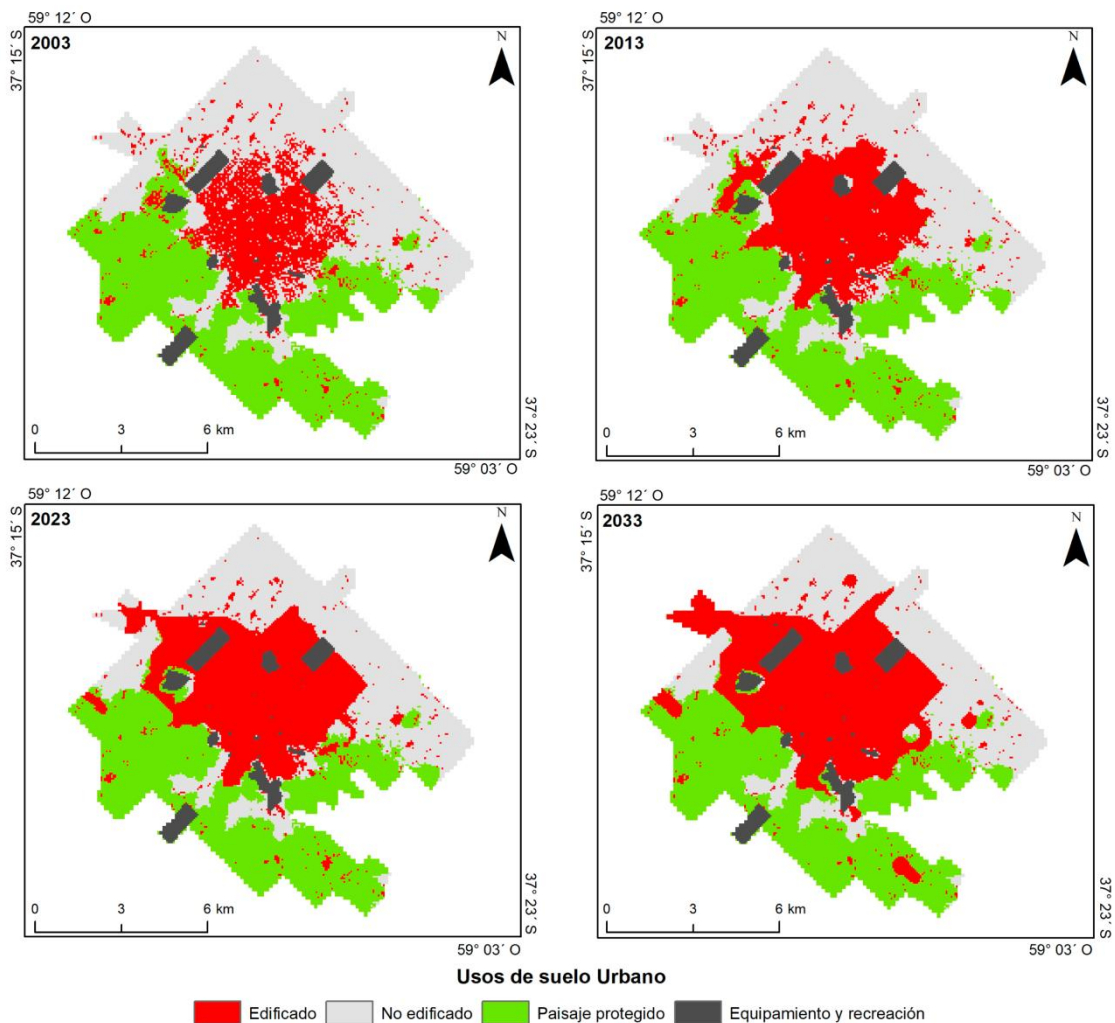 59° 12´ O
37° 15´ S
2003
N
0 3 6 km
37° 23´ S
59° 03´ O
59° 12´ O
37° 15´ S
2013
N
0 3 6 km
37° 23´ S
59° 03´ O
59° 12´ O
37° 15´ S
2023
N
0 3 6 km
37° 23´ S
59° 03´ O
59° 12´ O
37° 15´ S
2033
N
0 3 6 km
37° 23´ S
59° 03´ O
Usos de suelo Urbano
Edificado No edificado Paisaje protegido Equipamiento y recreación